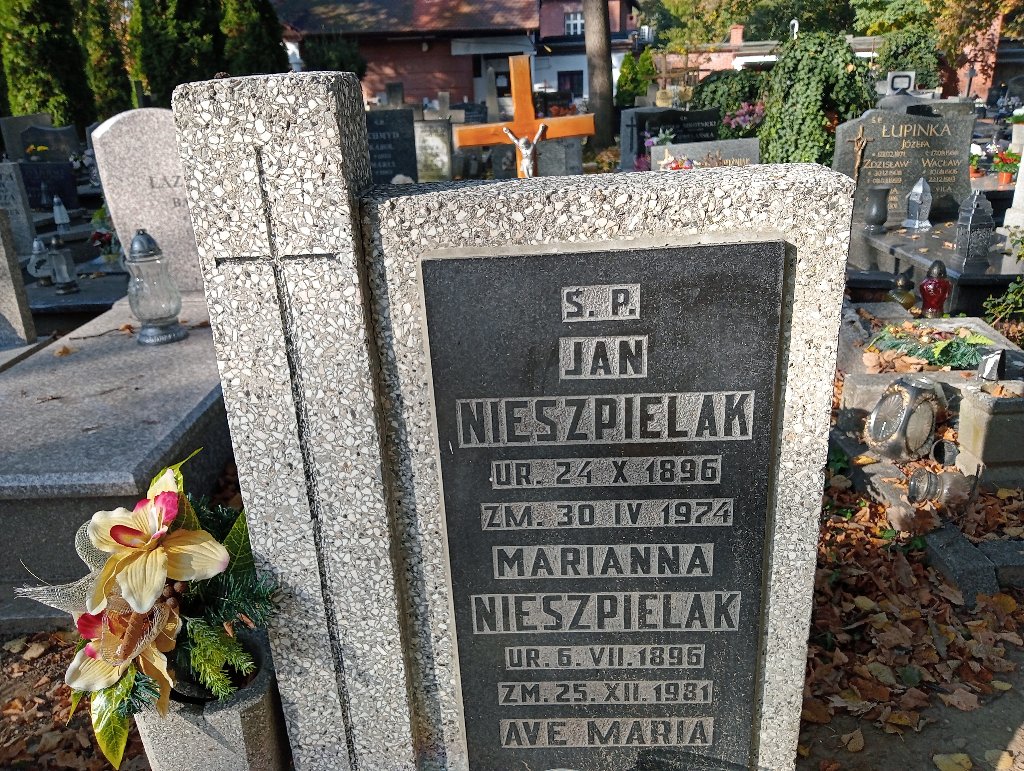 Ś. P.
JAN
NIESZPIELAK
UR. 24 X 1896
ZM. 30 IV 1974
MARIANNA
NIESZPIELAK
UR. 6. VII. 1896
ZM. 25. XII. 1981
AVE MARIA
ŁUPINKA
JÓZEFA
ZDZISŁAW WACŁAW